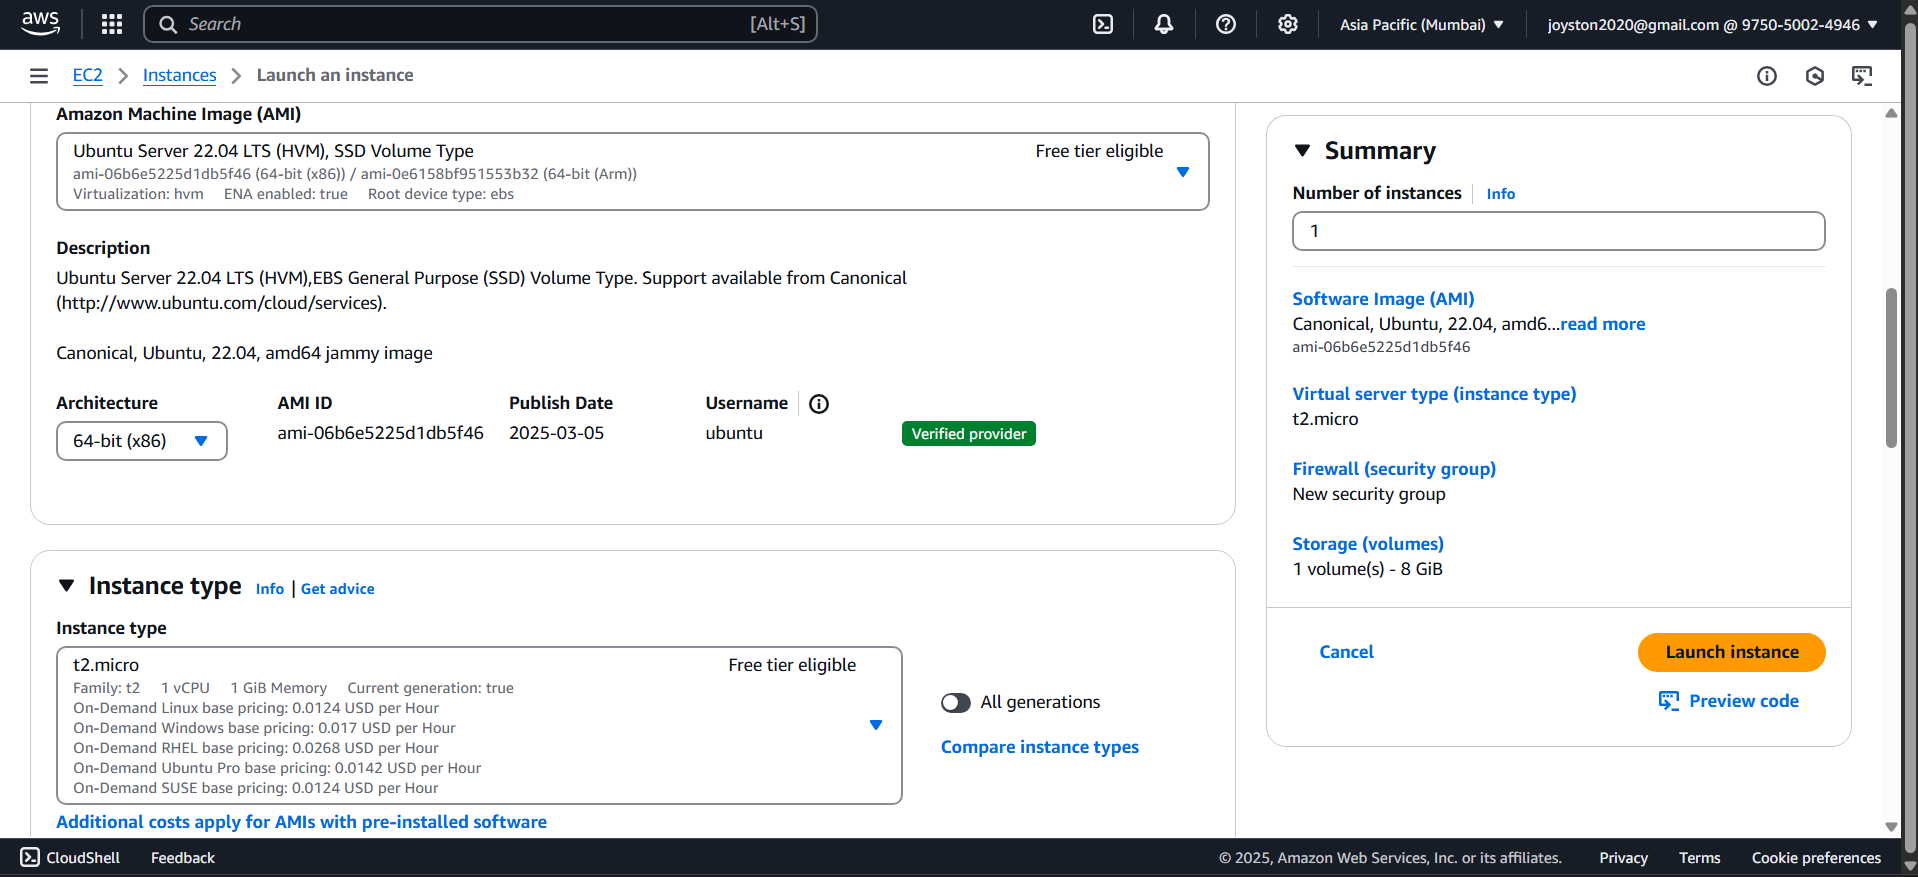 aws
Search [Alt+S]
Asia Pacific (Mumbai)
joyston2020@gmail.com @ 9750-5002-4946
EC2 > Instances > Launch an instance
Amazon Machine Image (AMI)
Ubuntu Server 22.04 LTS (HVM), SSD Volume Type Free tier eligible
ami-06b6e5225d1db5f46 (64-bit (x86)) / ami-0e6158bf951553b32 (64-bit (Arm))
Virtualization: hvm ENA enabled: true Root device type: ebs
Description
Ubuntu Server 22.04 LTS (HVM),EBS General Purpose (SSD) Volume Type. Support available from Canonical
(http://www.ubuntu.com/cloud/services).
Canonical, Ubuntu, 22.04, amd64 jammy image
Architecture AMI ID Publish Date Username
64-bit (x86) ami-06b6e5225d1db5f46 2025-03-05 ubuntu Verified provider
Instance type Info | Get advice
Instance type
t2.micro Free tier eligible
Family: t2 1 vCPU 1 GiB Memory Current generation: true
On-Demand Linux base pricing: 0.0124 USD per Hour
On-Demand Windows base pricing: 0.017 USD per Hour
On-Demand RHEL base pricing: 0.0268 USD per Hour
On-Demand Ubuntu Pro base pricing: 0.0142 USD per Hour
On-Demand SUSE base pricing: 0.0124 USD per Hour
All generations
Compare instance types
Additional costs apply for AMIs with pre-installed software
Summary
Number of instances Info
1
Software Image (AMI)
Canonical, Ubuntu, 22.04, amd6...read more
ami-06b6e5225d1db5f46
Virtual server type (instance type)
t2.micro
Firewall (security group)
New security group
Storage (volumes)
1 volume(s) - 8 GiB
Cancel Launch instance
Preview code
CloudShell Feedback © 2025, Amazon Web Services, Inc. or its affiliates. Privacy Terms Cookie preferences